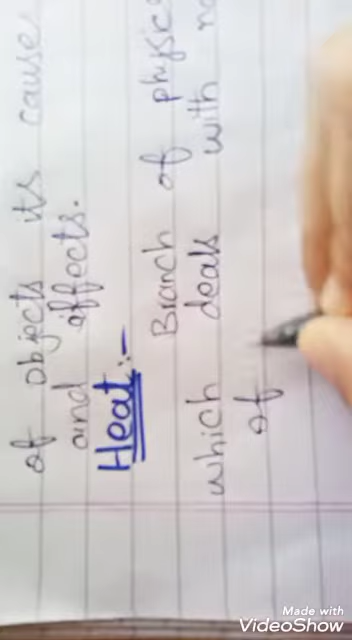 of objects its cause
and effects.
Heat:-
Branch of physic
which deals with
of
Made with
VideoShow